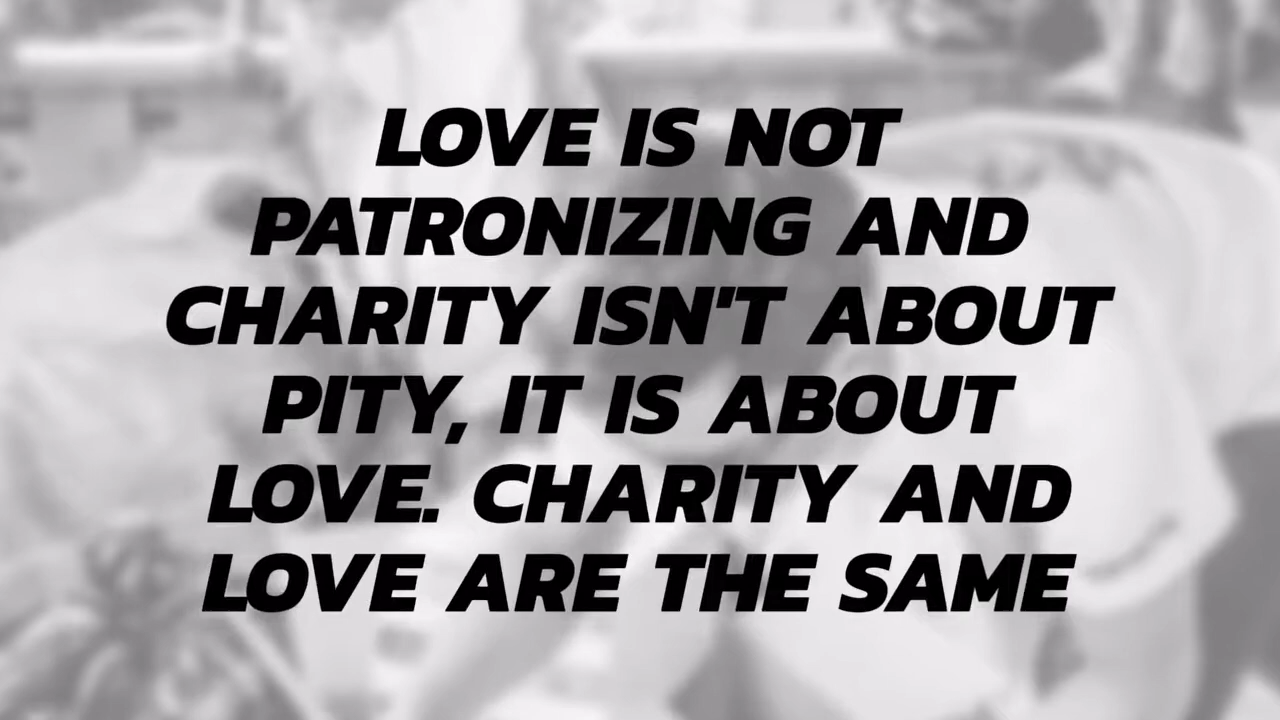 LOVE IS NOT
PATRONIZING AND
CHARITY ISN'T ABOUT
PITY, IT IS ABOUT
LOVE. CHARITY AND
LOVE ARE THE SAME